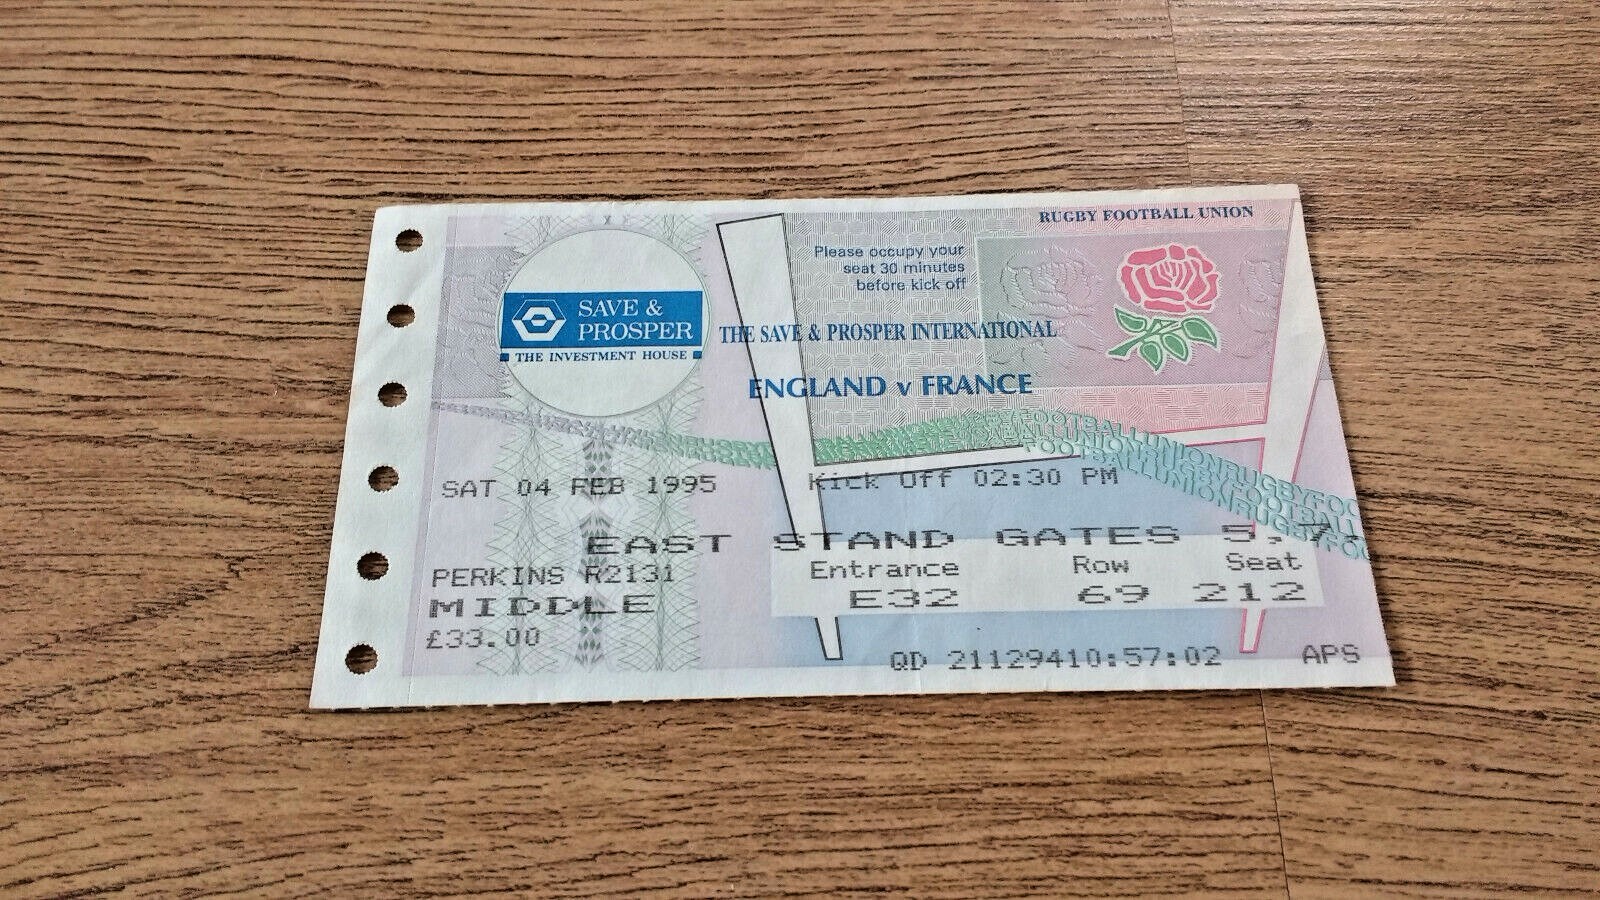 RUGBY FOOTBALL UNION
Please occupy your
seat 30 minutes
before kick off
SAVE &
PROSPER
THE INVESTMENT HOUSE
THE SAVE & PROSPER INTERNATIONAL
ENGLAND v FRANCE
SAT 04 FEB 1995 Kick Off 02:30 PM
EAST STAND GATES 5,7
PERKINS R2131 Entrance Row Seat
MIDDLE E32 69 212
£33.00
QD 21129410:57:02 APS